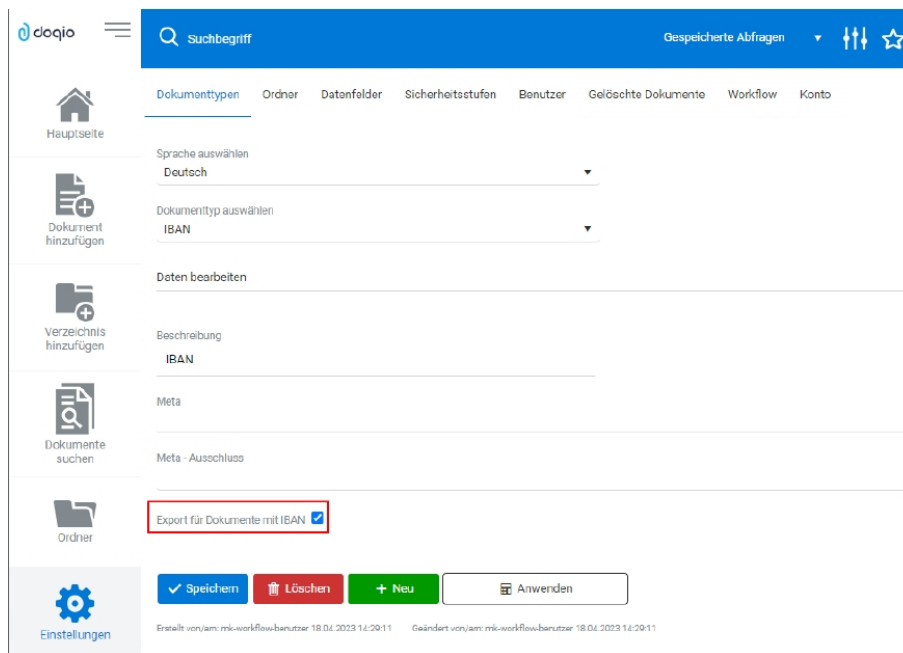 doqio
Suchbegriff
Gespeicherte Abfragen
Dokumenttypen Ordner Datenfelder Sicherheitsstufen Benutzer Gelöschte Dokumente Workflow Konto
Hauptseite
Dokument
hinzufügen
Verzeichnis
hinzufügen
Dokumente
suchen
Ordner
Einstellungen
Sprache auswählen
Deutsch
Dokumenttyp auswählen
IBAN
Daten bearbeiten
Beschreibung
IBAN
Meta
Meta - Ausschluss
Export für Dokumente mit IBAN
Speichern Löschen + Neu Anwenden
Erstellt von/am: mk-workflow-benutzer 18.04.2023 14:29:11 Geändert von/am: mk-workflow-benutzer 18.04.2023 14:29:11